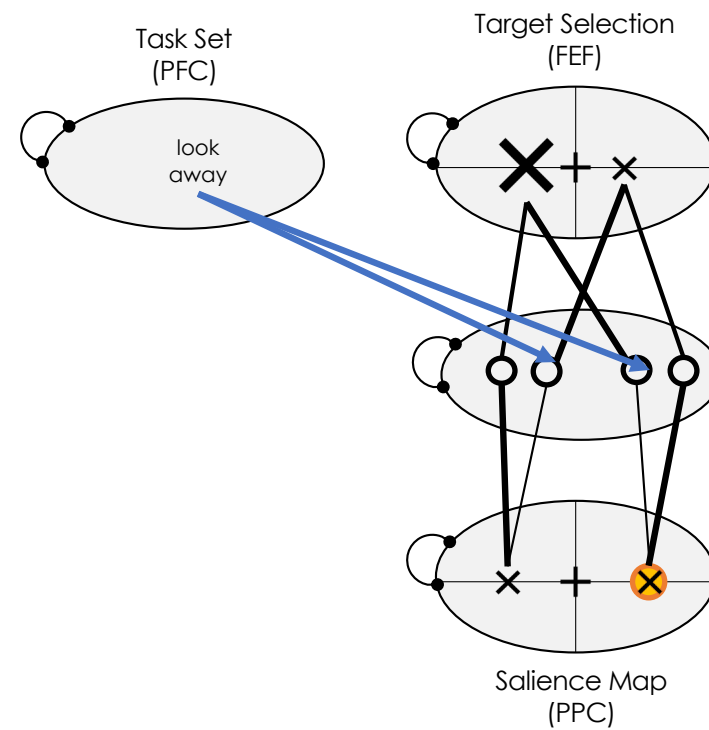 Task Set
(PFC)
look
away
Target Selection
(FEF)
Salience Map
(PPC)